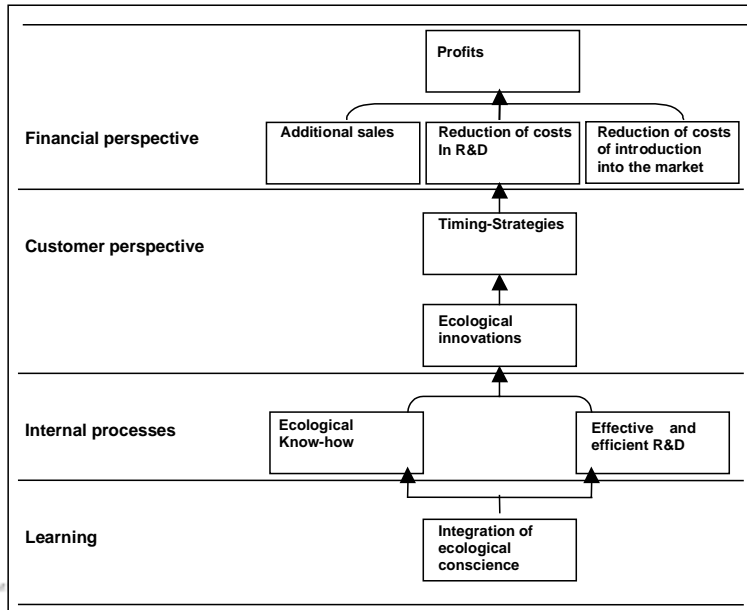 Profits
Financial perspective
Additional sales
Reduction of costs
In R&D
Reduction of costs
of introduction
into the market
Customer perspective
Timing-Strategies
Ecological
innovations
Internal processes
Ecological
Know-how
Effective and
efficient R&D
Learning
Integration of
ecological
conscience